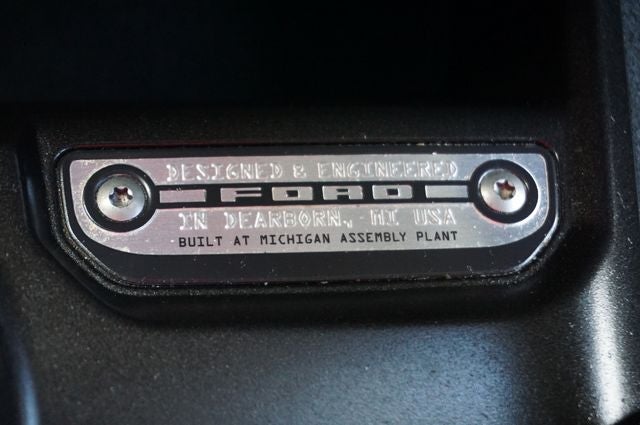 DESIGNED & ENGINEERED
FORD
IN DEARBORN, MI USA
BUILT AT MICHIGAN ASSEMBLY PLANT